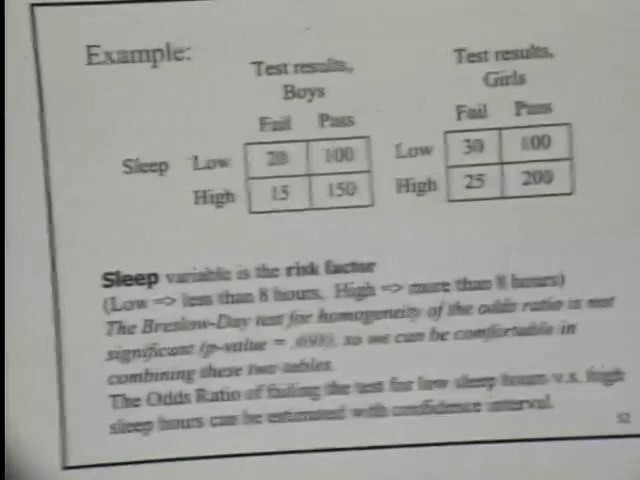 Example:
Test results,
Boys
Test results,
Girls
Fail Pass
Fail Pass
Sleep Low 20 100
Low 30 100
High 15 150
High 25 200
Sleep variable is the risk factor
(Low => less than 8 hours, High => more than 8 hours)
The Breslow-Day test for homogeneity of the odds ratio is not
significant (p-value = so we can be comfortable in
combining these two tables.
The Odds Ratio of failing the test for low sleep hours v.s. high
sleep hours can be estimated with confidence interval.
52